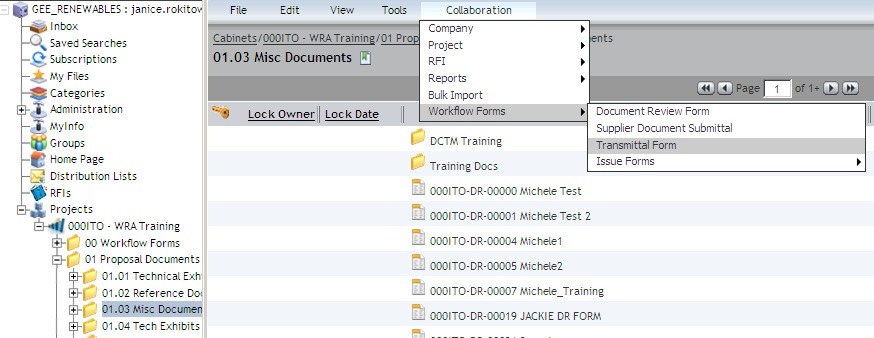 GEE_RENEWABLES : janice.rokitow
Inbox
Saved Searches
Subscriptions
My Files
Categories
Administration
MyInfo
Groups
Home Page
Distribution Lists
RFIs
Projects
000ITO - WRA Training
00 Workflow Forms
01 Proposal Documents
01.01 Technical Exh
01.02 Reference Doc
01.03 Misc Documen
01.04 Tech Exhibits
File Edit View Tools Collaboration
Cabinets/000ITO - WRA Training/01 Prop
ments
01.03 Misc Documents
Company
Project
RFI
Reports
Bulk Import
Workflow Forms
Page 1 of 1+
Document Review Form
Supplier Document Submittal
Transmittal Form
Issue Forms
Lock Owner Lock Date
DCTM Training
Training Docs
000ITO-DR-00000 Michele Test
000ITO-DR-00001 Michele Test 2
000ITO-DR-00004 Michele1
000ITO-DR-00005 Michele2
000ITO-DR-00007 Michele_Training
000ITO-DR-00019 JACKIE DR FORM